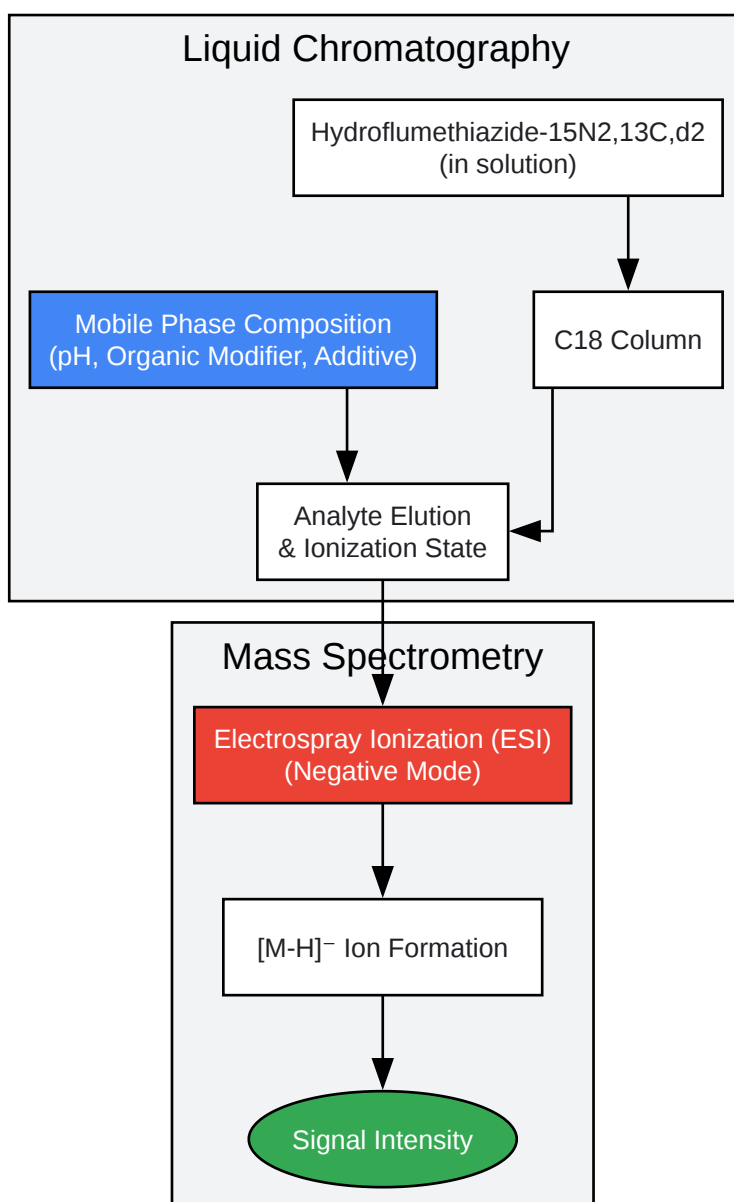 Liquid Chromatography
Hydroflumethiazide-15N2,13C,d2
(in solution)
Mobile Phase Composition
(pH, Organic Modifier, Additive)
C18 Column
Analyte Elution
& Ionization State
Mass Spectrometry
Electrospray Ionization (ESI)
(Negative Mode)
[M-H]⁻ Ion Formation
Signal Intensity